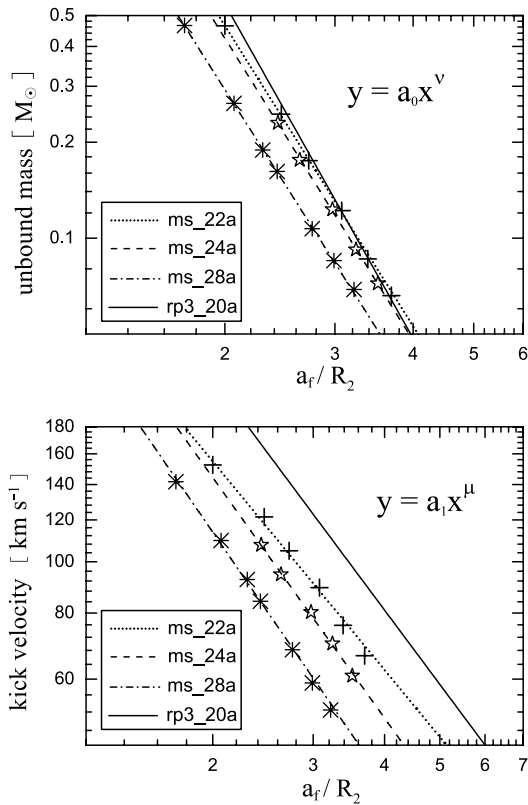 0.5
0.4
0.3
0.2
0.1
unbound mass [ M☉ ]
y = a₀x^ν
ms_22a
ms_24a
ms_28a
rp3_20a
2 3 4 5 6
a_f / R₂
180
160
140
120
100
80
60
kick velocity [ km s⁻¹ ]
y = a₁x^μ
ms_22a
ms_24a
ms_28a
rp3_20a
2 3 4 5 6 7
a_f / R₂